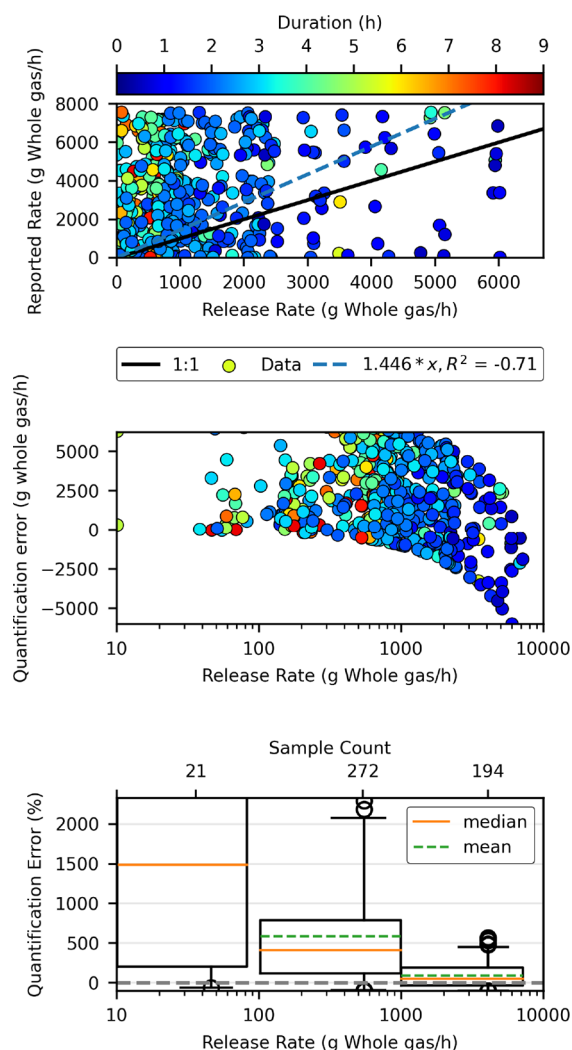 Duration (h)
0 1 2 3 4 5 6 7 8 9
8000
6000
4000
2000
0
Reported Rate (g Whole gas/h)
0 1000 2000 3000 4000 5000 6000
Release Rate (g Whole gas/h)
1:1 Data 1.446 * x, R² = -0.71
5000
2500
0
−2500
−5000
Quantification error (g whole gas/h)
10 100 1000 10000
Release Rate (g Whole gas/h)
Sample Count
21 272 194
2000
1500
1000
500
0
Quantification Error (%)
median
mean
10 100 1000 10000
Release Rate (g Whole gas/h)